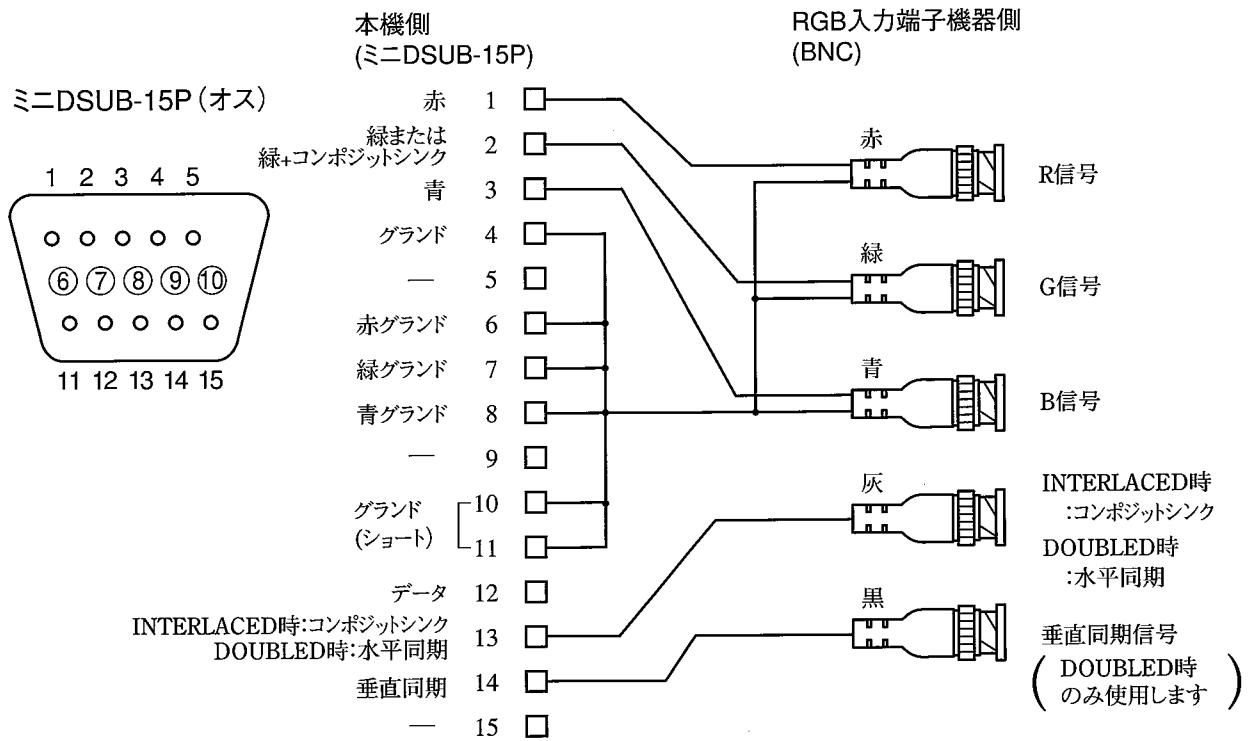 本機側
(ミニDSUB-15P)
RGB入力端子機器側
(BNC)
ミニDSUB-15P(オス)
1 2 3 4 5
⑥ ⑦ ⑧ ⑨ ⑩
11 12 13 14 15
赤 1
緑または
緑+コンポジットシンク 2
青 3
グランド 4
― 5
赤グランド 6
緑グランド 7
青グランド 8
― 9
グランド
(ショート)
10
11
データ 12
INTERLACED時:コンポジットシンク
DOUBLED時:水平同期
13
垂直同期 14
― 15
赤
R信号
緑
G信号
青
B信号
灰
INTERLACED時
:コンポジットシンク
DOUBLED時
:水平同期
黒
垂直同期信号
(DOUBLED時
のみ使用します)